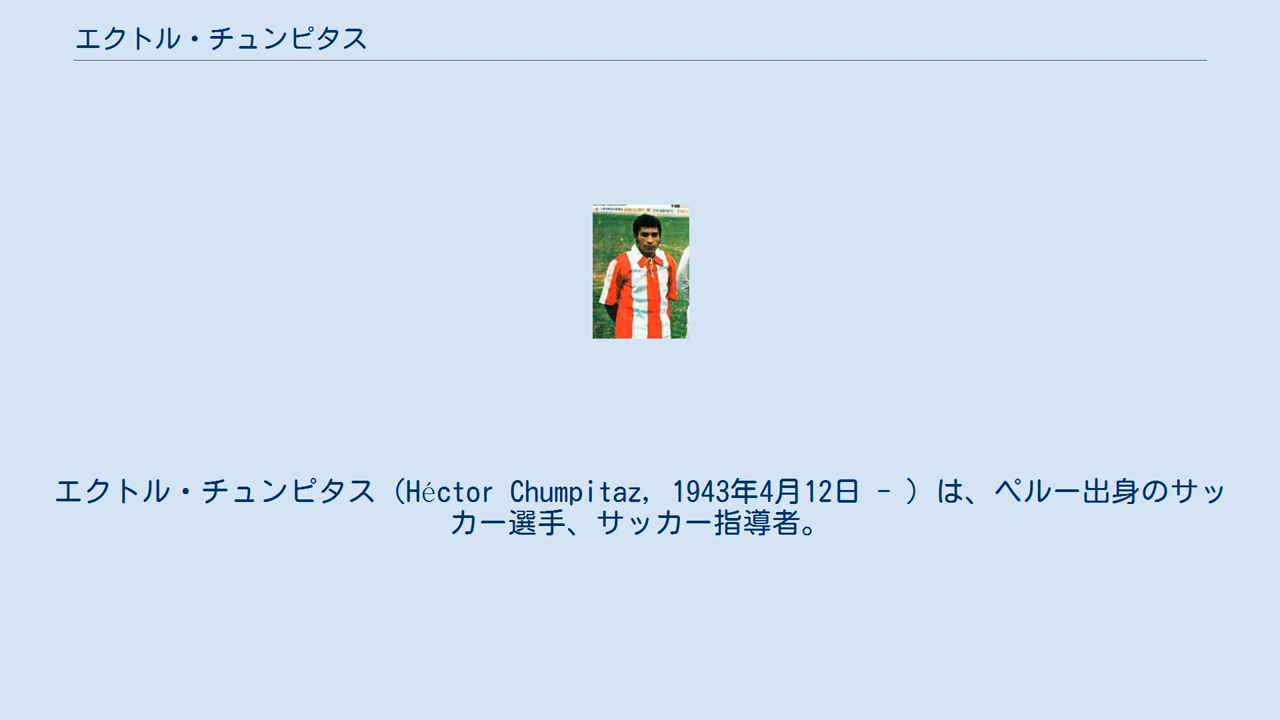 エクトル・チュンピタス
エクトル・チュンピタス（Héctor Chumpitaz, 1943年4月12日 - ）は、ペルー出身のサッ
カー選手、サッカー指導者。